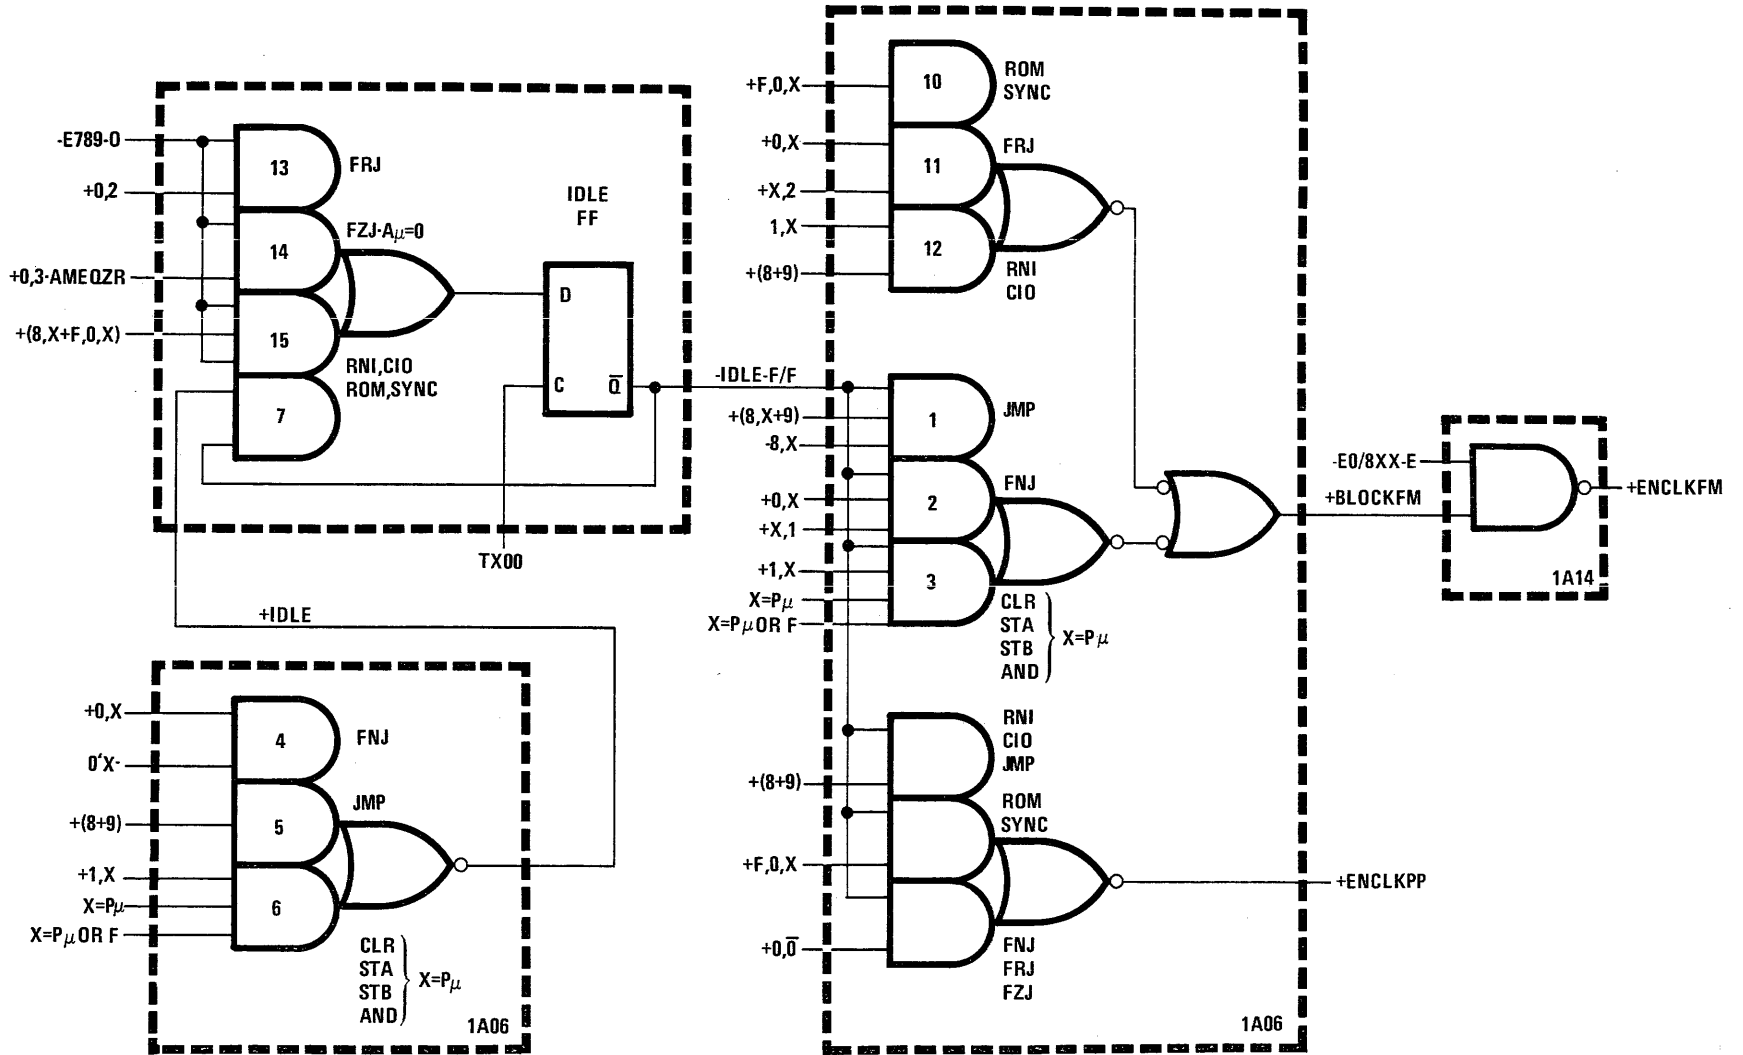 -E789-0
+0,2
+0,3-AMEQZR
+(8,X+F,0,X)
13
FRJ
14
FZJ·Aμ=0
15
RNI,CIO
ROM,SYNC
7
IDLE
FF
D
C
Q̅
TX00
+IDLE
-IDLE-F/F
+0,X
0'X-
+(8+9)
+1,X
X=Pμ
X=Pμ OR F
4
FNJ
5
JMP
6
CLR
STA
STB
AND
X=Pμ
1A06
+F,0,X
+0,X
+X,2
1,X
+(8+9)
10
ROM
SYNC
11
FRJ
12
RNI
CIO
+(8,X+9)
-8,X
+0,X
+X,1
+1,X
X=Pμ
X=Pμ OR F
1
JMP
2
FNJ
3
CLR
STA
STB
AND
X=Pμ
+(8+9)
+F,0,X
+0,0̅
RNI
CIO
JMP
ROM
SYNC
FNJ
FRJ
FZJ
+ENCLKPP
1A06
-E0/8XX-E
+BLOCKFM
+ENCLKFM
1A14